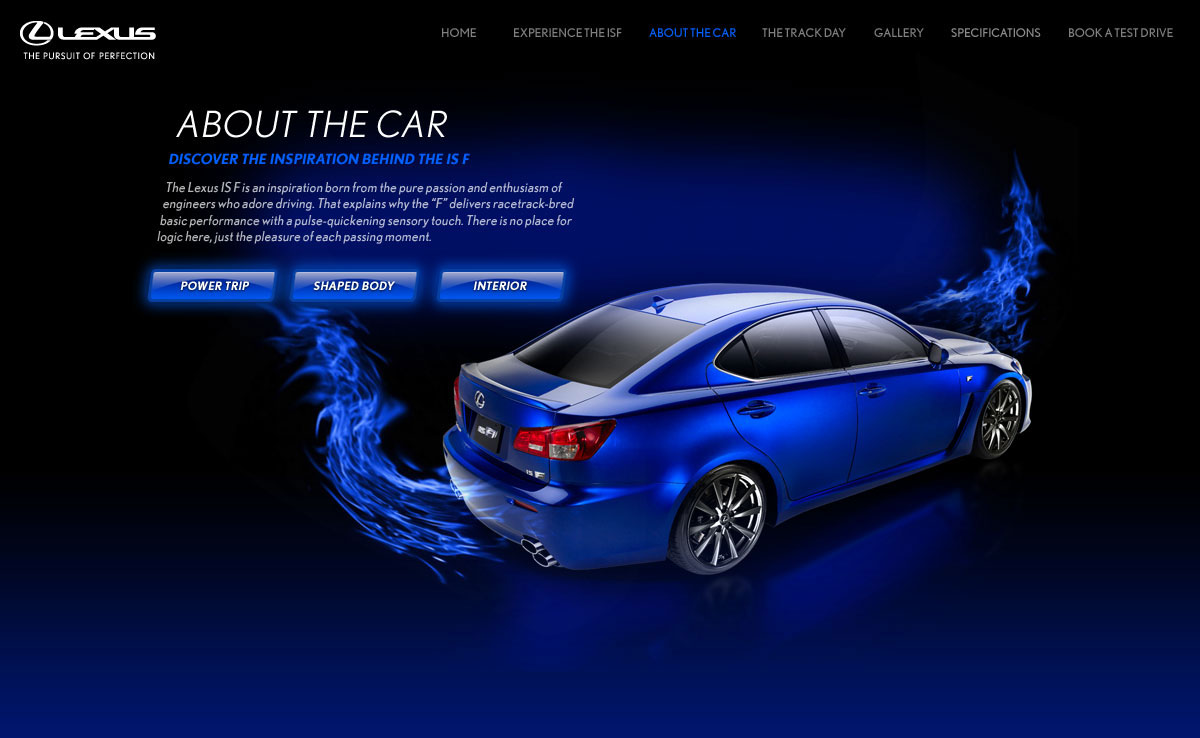 LEXUS
THE PURSUIT OF PERFECTION
HOME
EXPERIENCE THE ISF
ABOUT THE CAR
THE TRACK DAY
GALLERY
SPECIFICATIONS
BOOK A TEST DRIVE
ABOUT THE CAR
DISCOVER THE INSPIRATION BEHIND THE IS F
The Lexus IS F is an inspiration born from the pure passion and enthusiasm of
engineers who adore driving. That explains why the “F” delivers racetrack-bred
basic performance with a pulse-quickening sensory touch. There is no place for
logic here, just the pleasure of each passing moment.
POWER TRIP
SHAPED BODY
INTERIOR
IS F
IS F